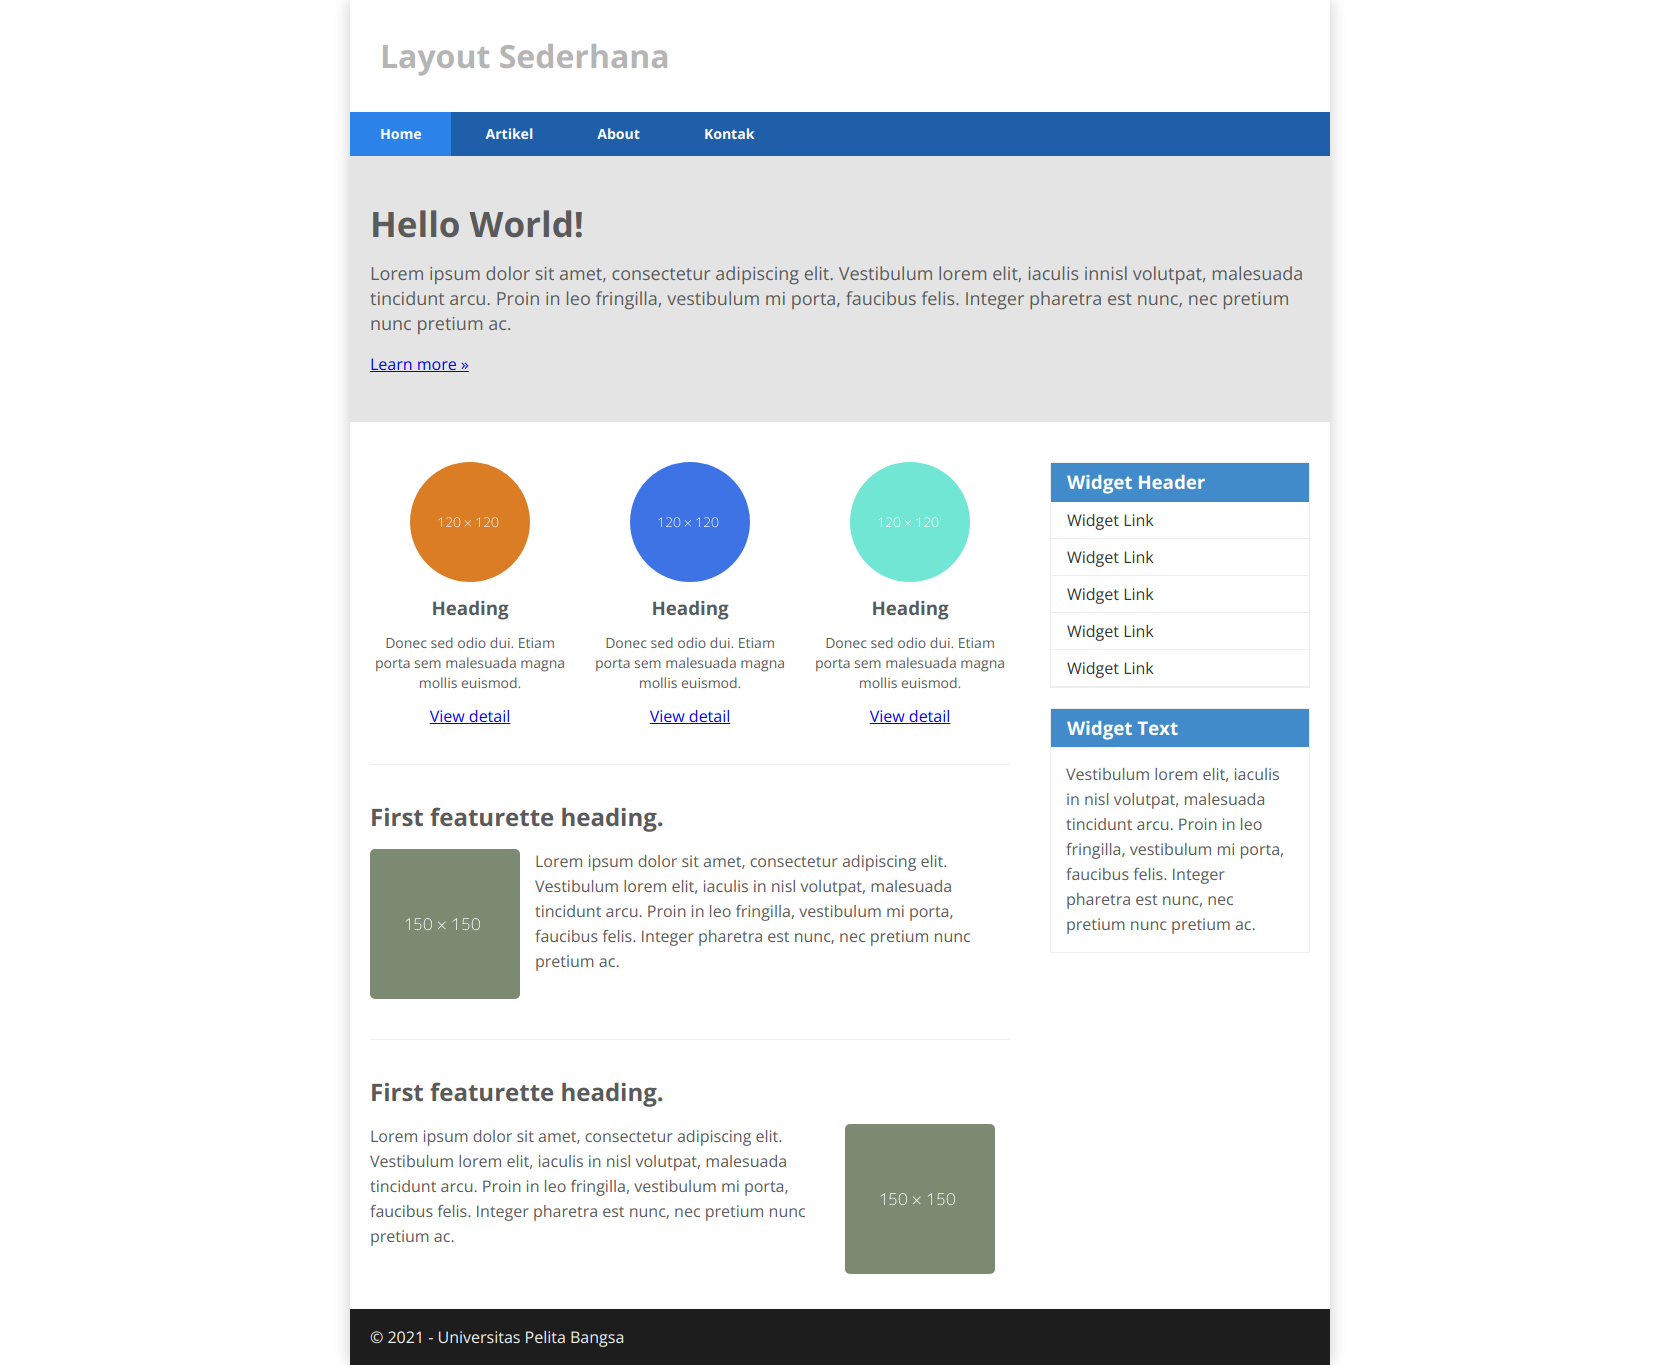 Layout Sederhana
Home Artikel About Kontak
Hello World!
Lorem ipsum dolor sit amet, consectetur adipiscing elit. Vestibulum lorem elit, iaculis innisl volutpat, malesuada
tincidunt arcu. Proin in leo fringilla, vestibulum mi porta, faucibus felis. Integer pharetra est nunc, nec pretium
nunc pretium ac.
Learn more »
120 × 120
Heading
Donec sed odio dui. Etiam
porta sem malesuada magna
mollis euismod.
View detail
120 × 120
Heading
Donec sed odio dui. Etiam
porta sem malesuada magna
mollis euismod.
View detail
120 × 120
Heading
Donec sed odio dui. Etiam
porta sem malesuada magna
mollis euismod.
View detail
First featurette heading.
150 × 150
Lorem ipsum dolor sit amet, consectetur adipiscing elit.
Vestibulum lorem elit, iaculis in nisl volutpat, malesuada
tincidunt arcu. Proin in leo fringilla, vestibulum mi porta,
faucibus felis. Integer pharetra est nunc, nec pretium nunc
pretium ac.
First featurette heading.
Lorem ipsum dolor sit amet, consectetur adipiscing elit.
Vestibulum lorem elit, iaculis in nisl volutpat, malesuada
tincidunt arcu. Proin in leo fringilla, vestibulum mi porta,
faucibus felis. Integer pharetra est nunc, nec pretium nunc
pretium ac.
150 × 150
Widget Header
Widget Link
Widget Link
Widget Link
Widget Link
Widget Link
Widget Text
Vestibulum lorem elit, iaculis
in nisl volutpat, malesuada
tincidunt arcu. Proin in leo
fringilla, vestibulum mi porta,
faucibus felis. Integer
pharetra est nunc, nec
pretium nunc pretium ac.
© 2021 - Universitas Pelita Bangsa